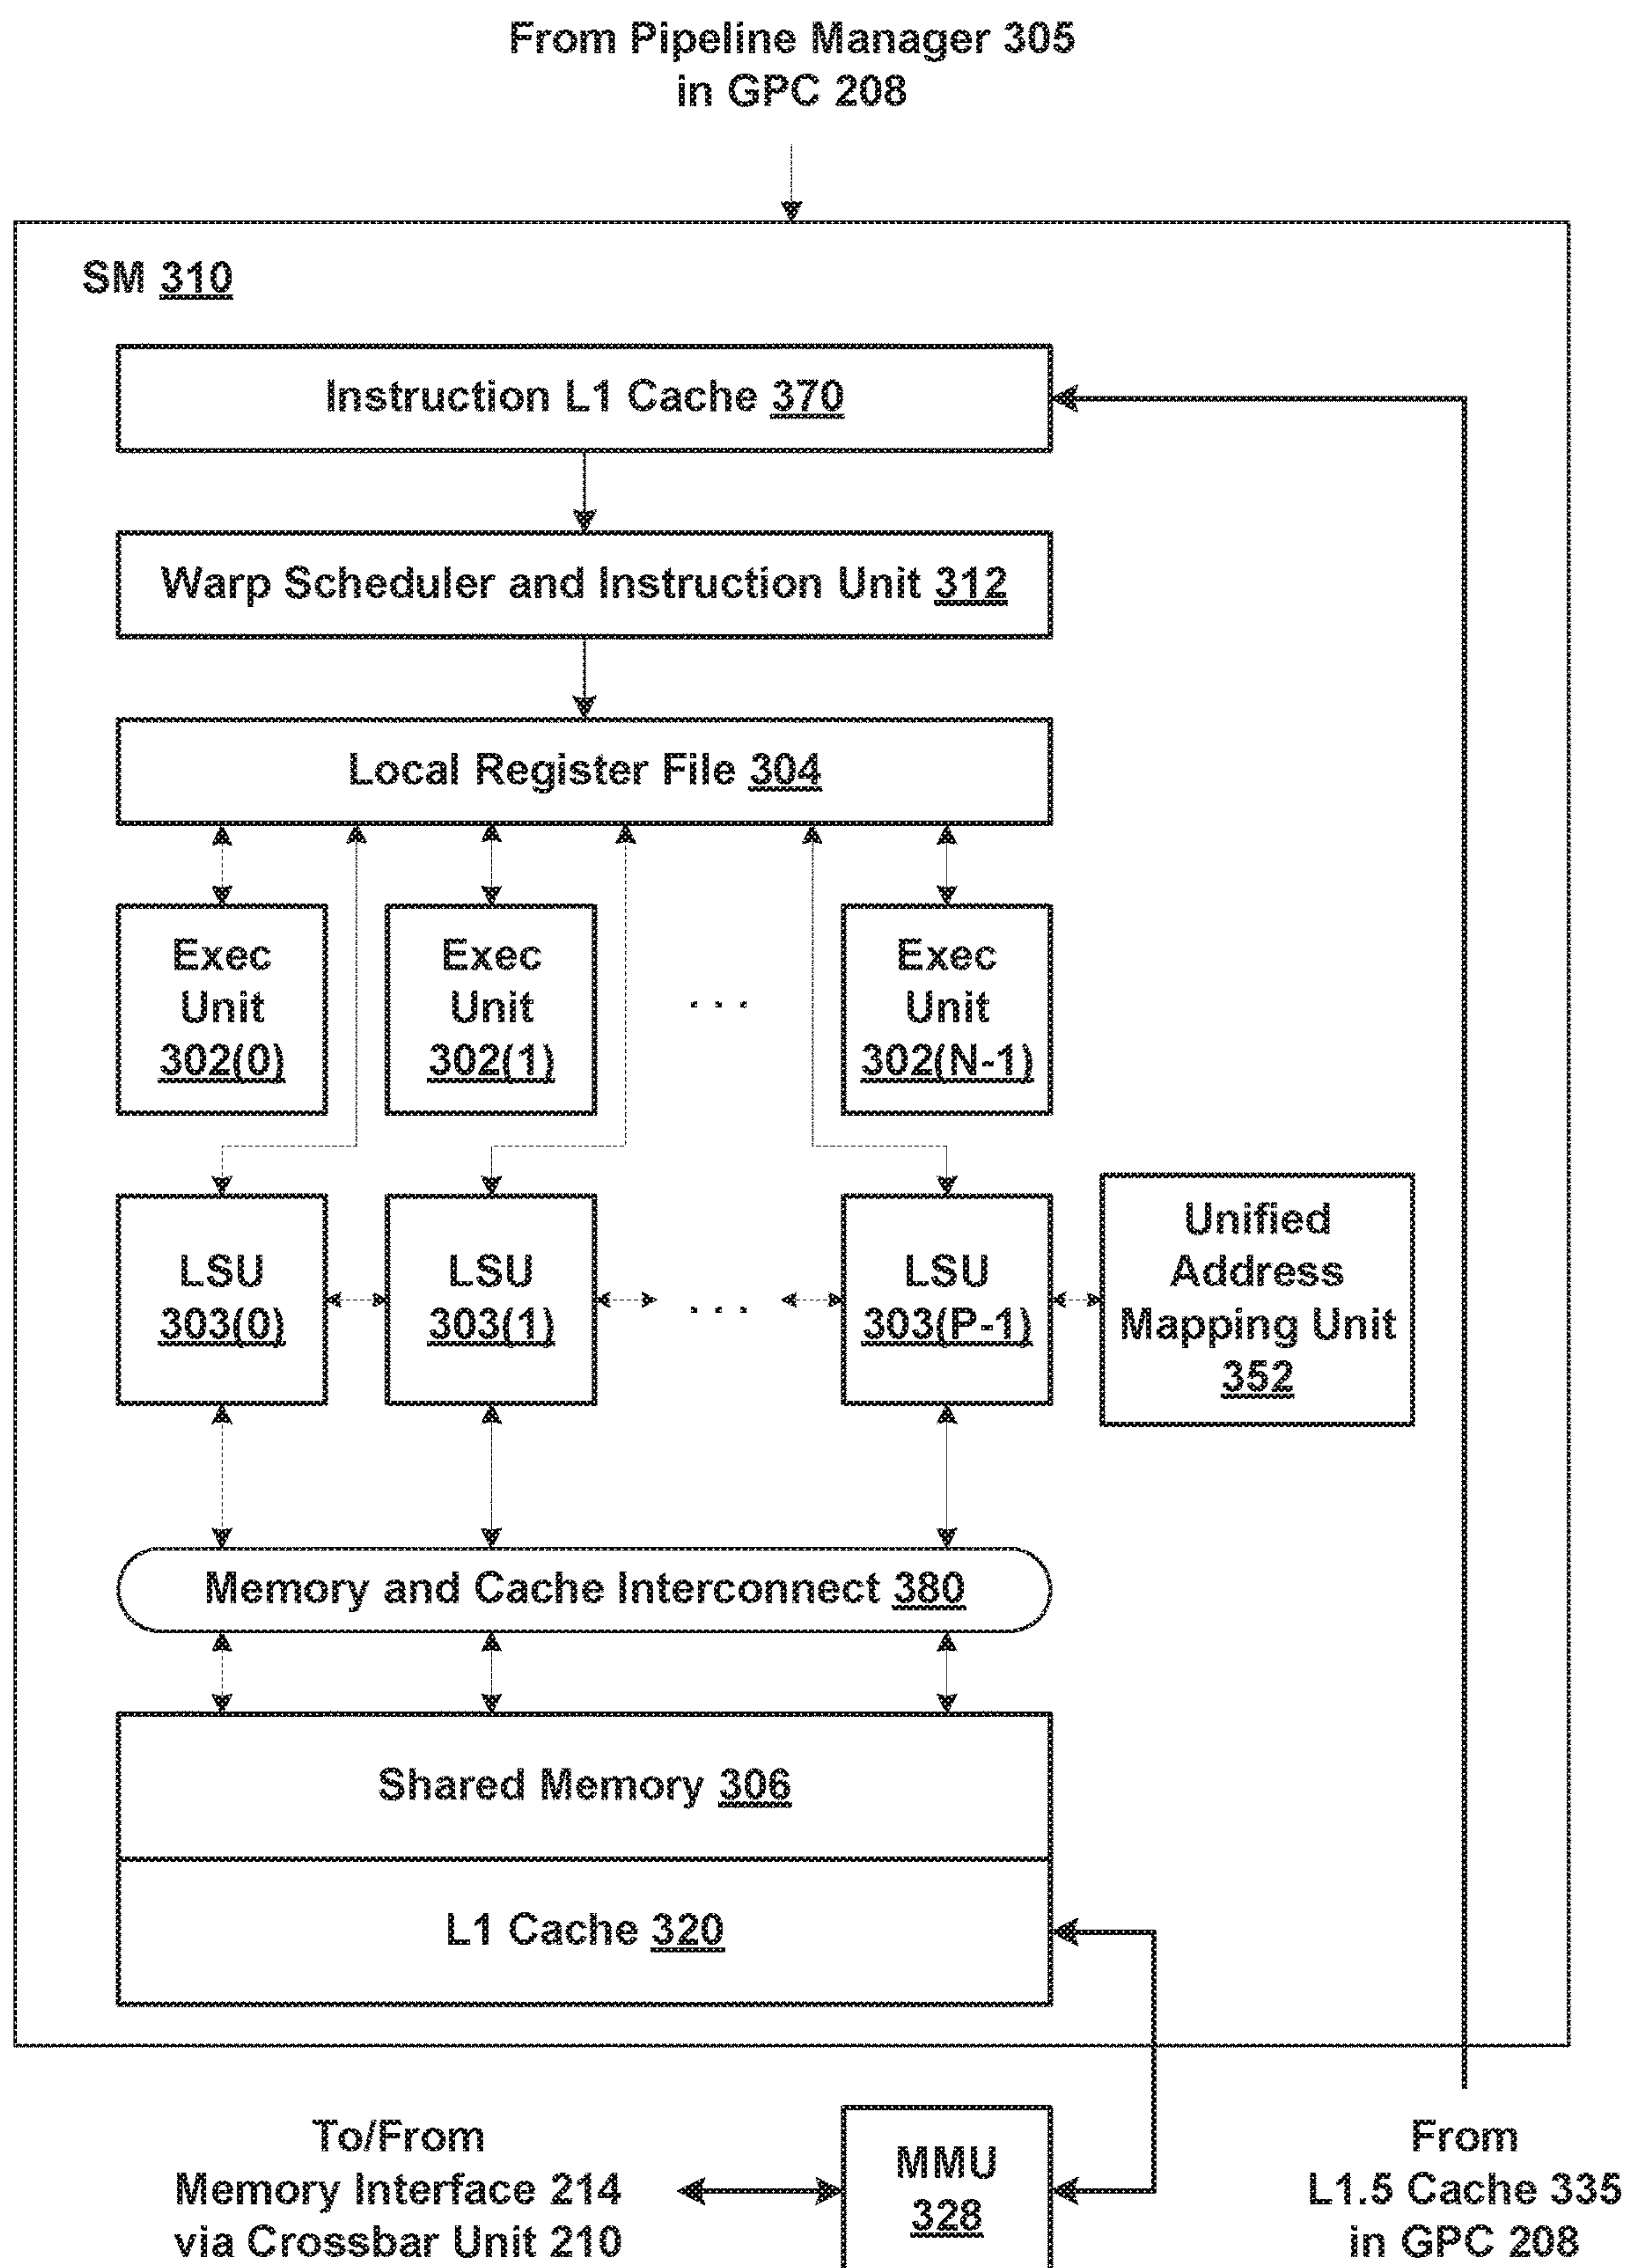 From Pipeline Manager 305
in GPC 208
SM 310
Instruction L1 Cache 370
Warp Scheduler and Instruction Unit 312
Local Register File 304
Exec
Unit
302(0)
Exec
Unit
302(1)
. . .
Exec
Unit
302(N-1)
LSU
303(0)
LSU
303(1)
. . .
LSU
303(P-1)
Unified
Address
Mapping Unit
352
Memory and Cache Interconnect 380
Shared Memory 306
L1 Cache 320
To/From
Memory Interface 214
via Crossbar Unit 210
MMU
328
From
L1.5 Cache 335
in GPC 208